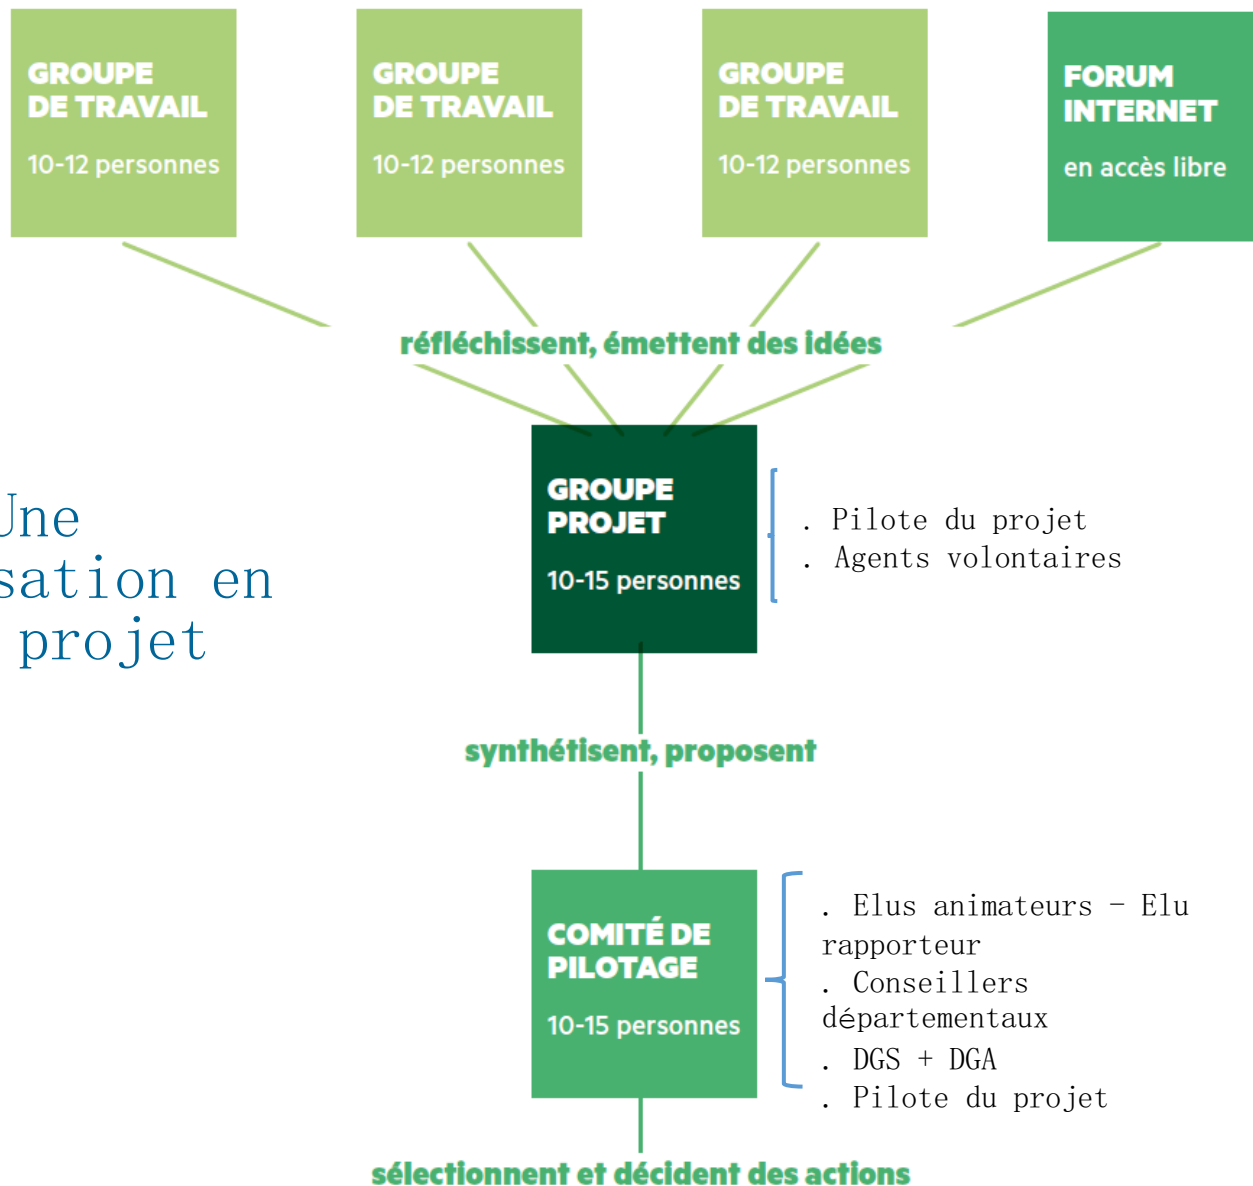 GROUPE
DE TRAVAIL
10-12 personnes
GROUPE
DE TRAVAIL
10-12 personnes
GROUPE
DE TRAVAIL
10-12 personnes
FORUM
INTERNET
en accès libre
réfléchissent, émettent des idées
Une
sation en
projet
GROUPE
PROJET
10-15 personnes
. Pilote du projet
. Agents volontaires
synthétisent, proposent
COMITÉ DE
PILOTAGE
10-15 personnes
. Elus animateurs - Elu
rapporteur
. Conseillers
départementaux
. DGS + DGA
. Pilote du projet
sélectionnent et décident des actions